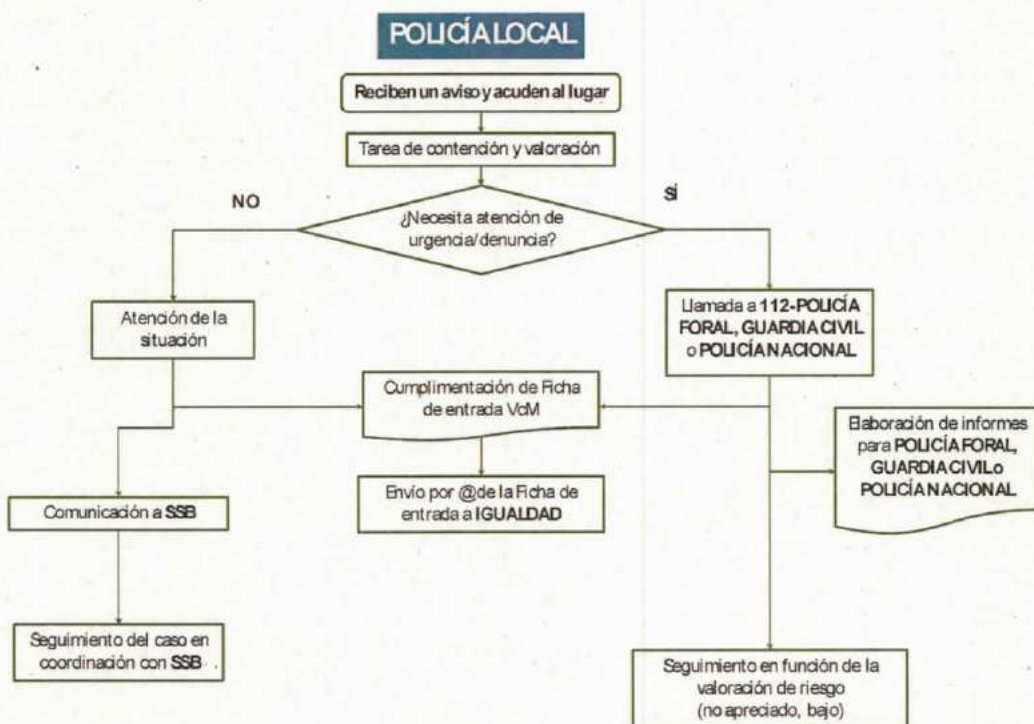 POLICÍA LOCAL
Reciben un aviso y acuden al lugar
Tarea de contención y valoración
NO
SÍ
¿Necesita atención de
urgencia/denuncia?
Atención de la
situación
Llamada a 112-POLICÍA
FORAL, GUARDIA CIVIL
o POLICÍA NACIONAL
Cumplimentación de Ficha
de entrada VcM
Elaboración de informes
para POLICÍA FORAL,
GUARDIA CIVIL o
POLICÍA NACIONAL
Envío por @ de la Ficha de
entrada a IGUALDAD
Comunicación a SSB
Seguimiento del caso en
coordinación con SSB
Seguimiento en función de la
valoración de riesgo
(no apreciado, bajo)